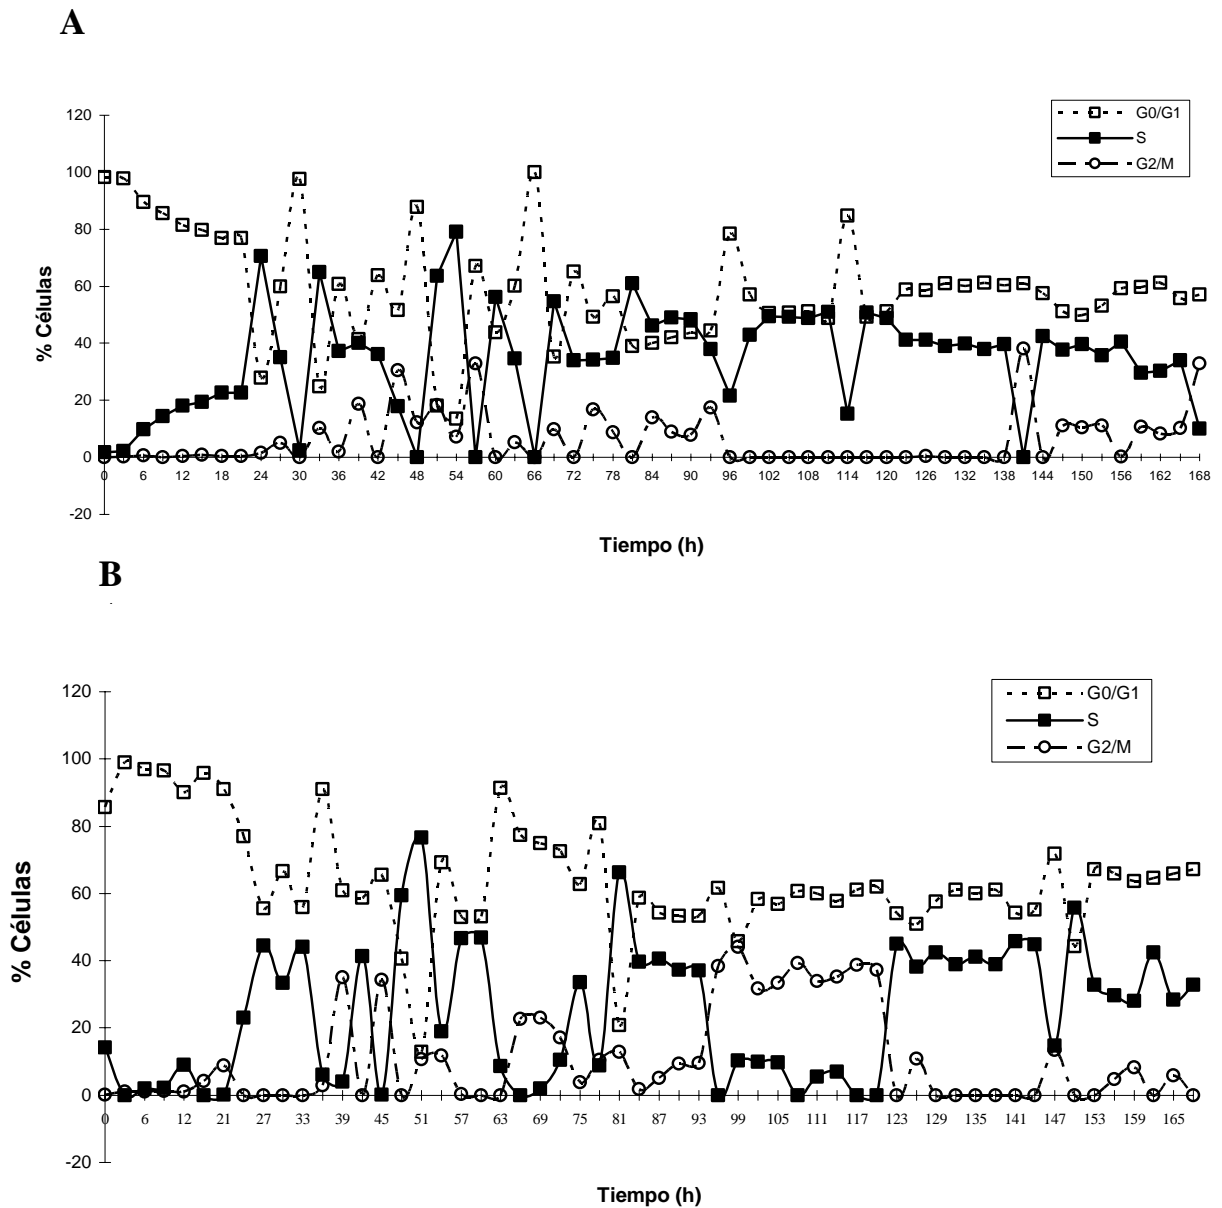 A
120
100
80
60
40
20
0
-20
% Células
G0/G1
S
G2/M
0 6 12 18 24 30 36 42 48 54 60 66 72 78 84 90 96 102 108 114 120 126 132 138 144 150 156 162 168
Tiempo (h)
B
120
100
80
60
40
20
0
-20
% Células
G0/G1
S
G2/M
0 6 12 21 27 33 39 45 51 57 63 69 75 81 87 93 99 105 111 117 123 129 135 141 147 153 159 165
Tiempo (h)